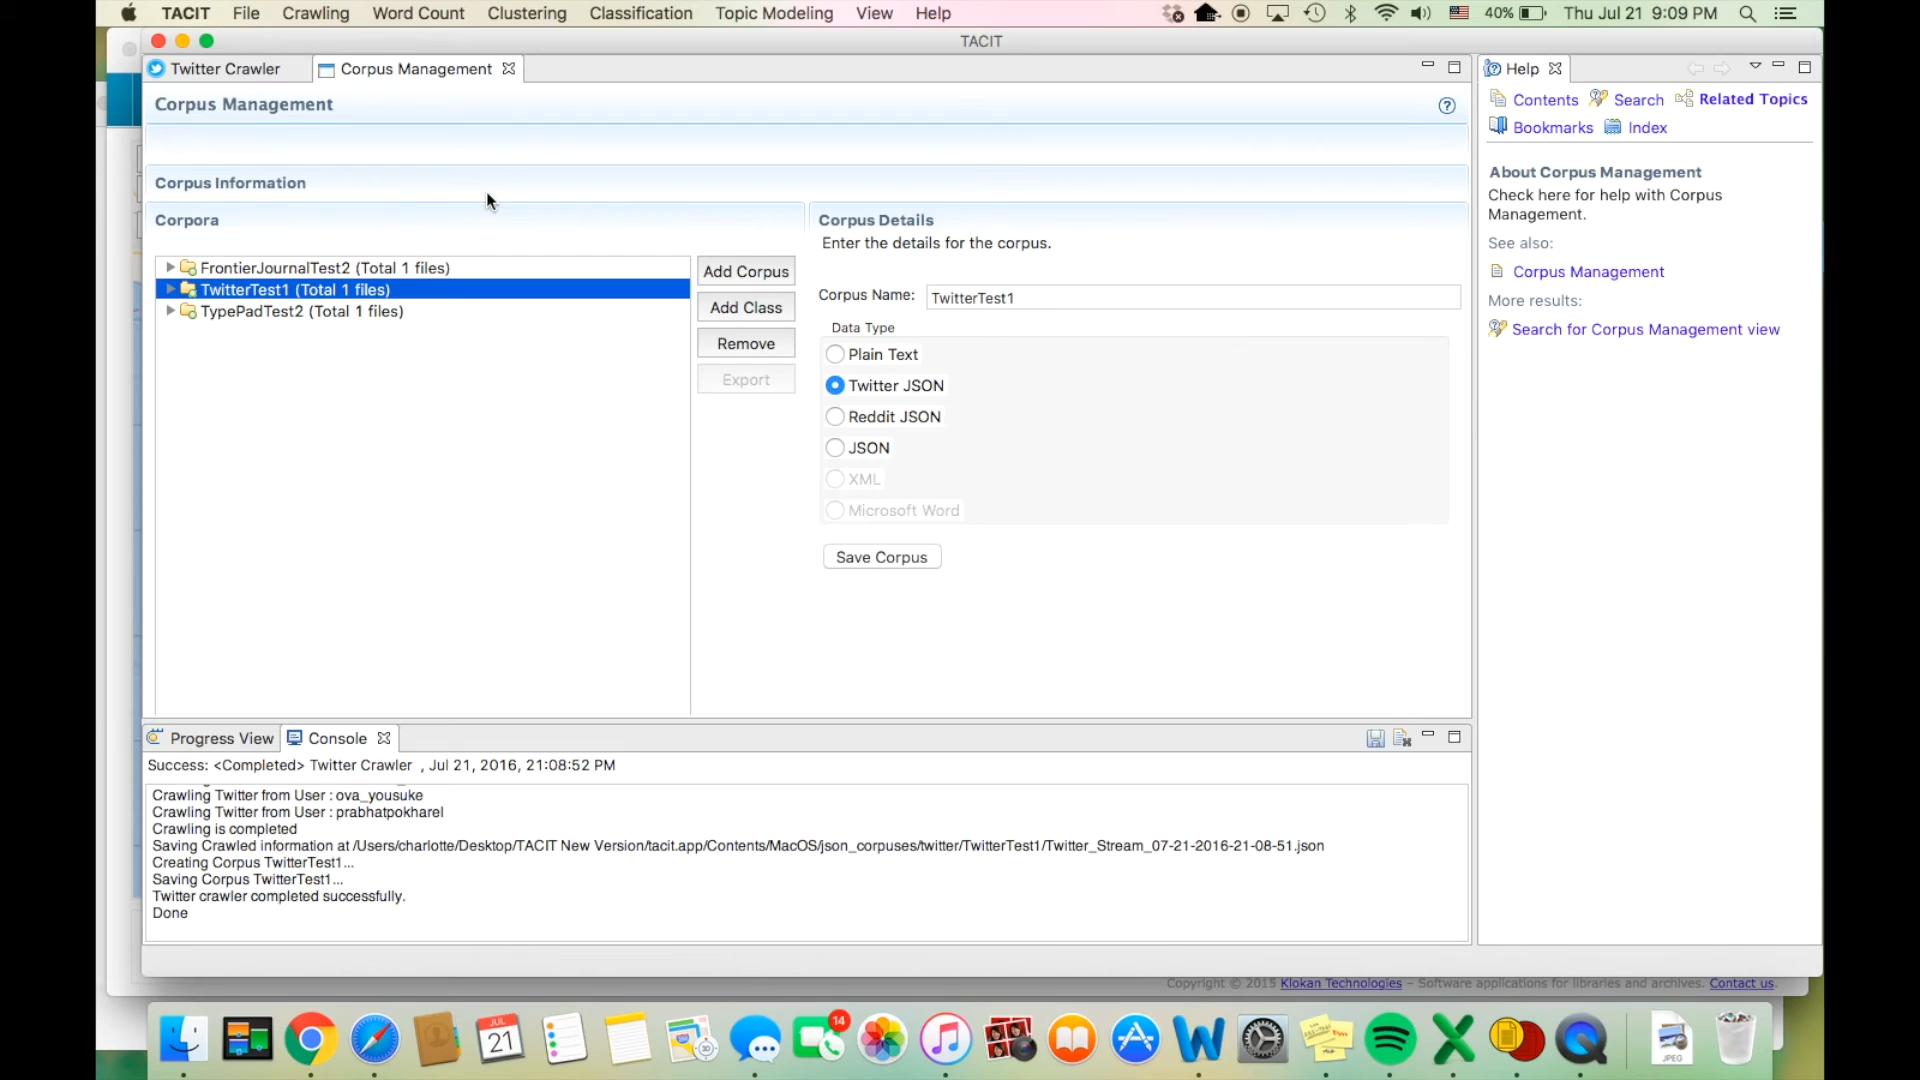 TACIT File Crawling Word Count Clustering Classification Topic Modeling View Help 40% Thu Jul 21 9:09 PM
TACIT
Twitter Crawler Corpus Management
Corpus Management
Corpus Information
Corpora
FrontierJournalTest2 (Total 1 files)
TwitterTest1 (Total 1 files)
TypePadTest2 (Total 1 files)
Add Corpus
Add Class
Remove
Export
Corpus Details
Enter the details for the corpus.
Corpus Name: TwitterTest1
Data Type
Plain Text
Twitter JSON
Reddit JSON
JSON
XML
Microsoft Word
Save Corpus
Help
Contents Search Related Topics
Bookmarks Index
About Corpus Management
Check here for help with Corpus
Management.
See also:
Corpus Management
More results:
Search for Corpus Management view
Progress View Console
Success: <Completed> Twitter Crawler , Jul 21, 2016, 21:08:52 PM
Crawling Twitter from User : ova_yousuke
Crawling Twitter from User : prabhatpokharel
Crawling is completed
Saving Crawled information at /Users/charlotte/Desktop/TACIT New Version/tacit.app/Contents/MacOS/json_corpuses/twitter/TwitterTest1/Twitter_Stream_07-21-2016-21-08-51.json
Creating Corpus TwitterTest1...
Saving Corpus TwitterTest1...
Twitter crawler completed successfully.
Done
Copyright © 2015 Klokan Technologies – Software applications for libraries and archives. Contact us.
JUL
21
14
JPEG